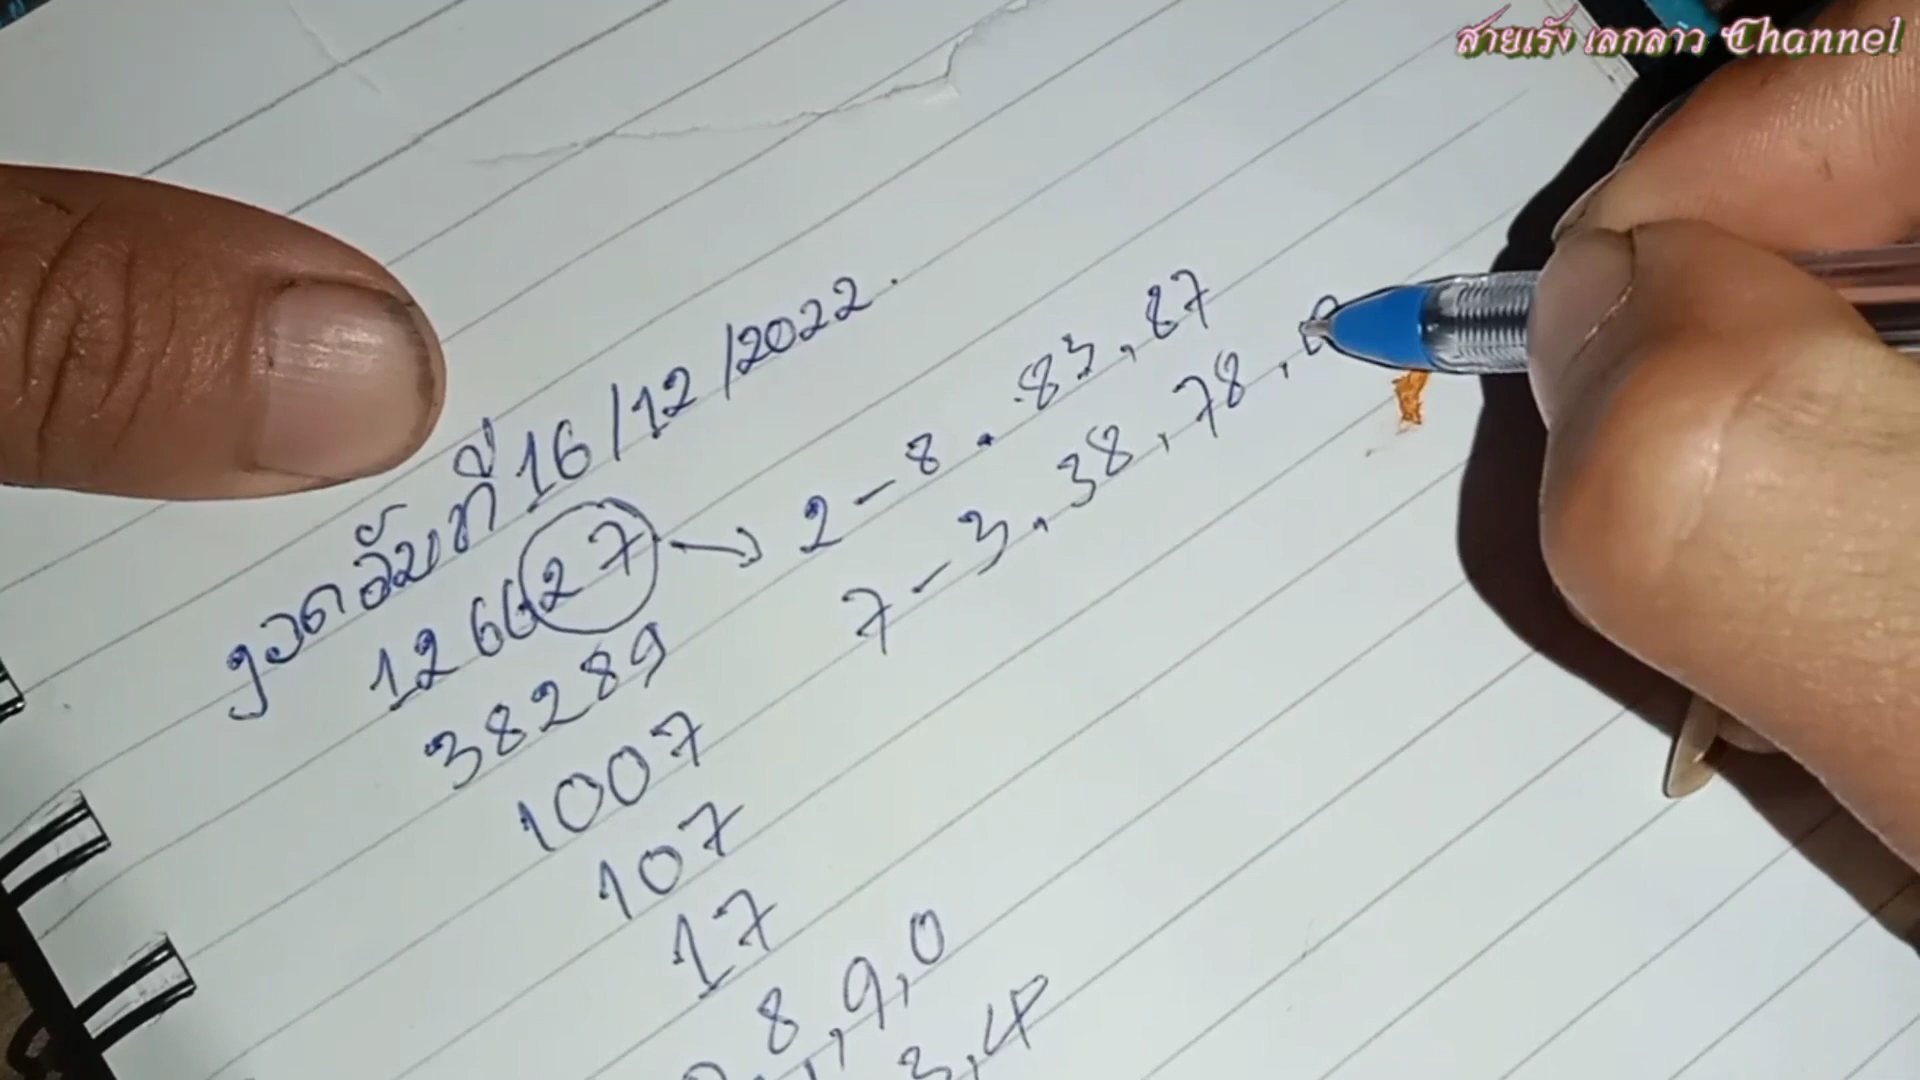 สายเร้ง เลกลาว Channel
งวดวันที่ 16/12/2022.
126627 → 2-8. 83, 87
7-3, 38, 78,
38289
1007
107
17
8,9,0
3,4